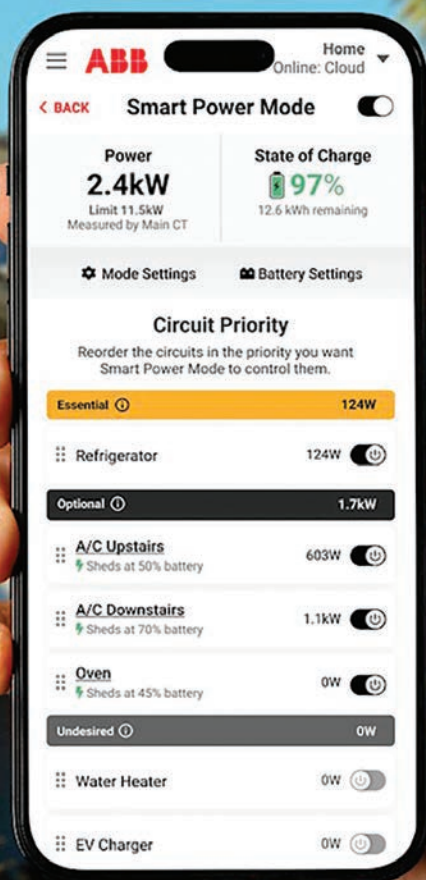 ABB
Home
Online: Cloud
BACK
Smart Power Mode
Power
2.4kW
Limit 11.5kW
Measured by Main CT
State of Charge
97%
12.6 kWh remaining
Mode Settings
Battery Settings
Circuit Priority
Reorder the circuits in the priority you want
Smart Power Mode to control them.
Essential
124W
Refrigerator
124W
Optional
1.7kW
A/C Upstairs
603W
Sheds at 50% battery
A/C Downstairs
1.1kW
Sheds at 70% battery
Oven
0W
Sheds at 45% battery
Undesired
0W
Water Heater
0W
EV Charger
0W